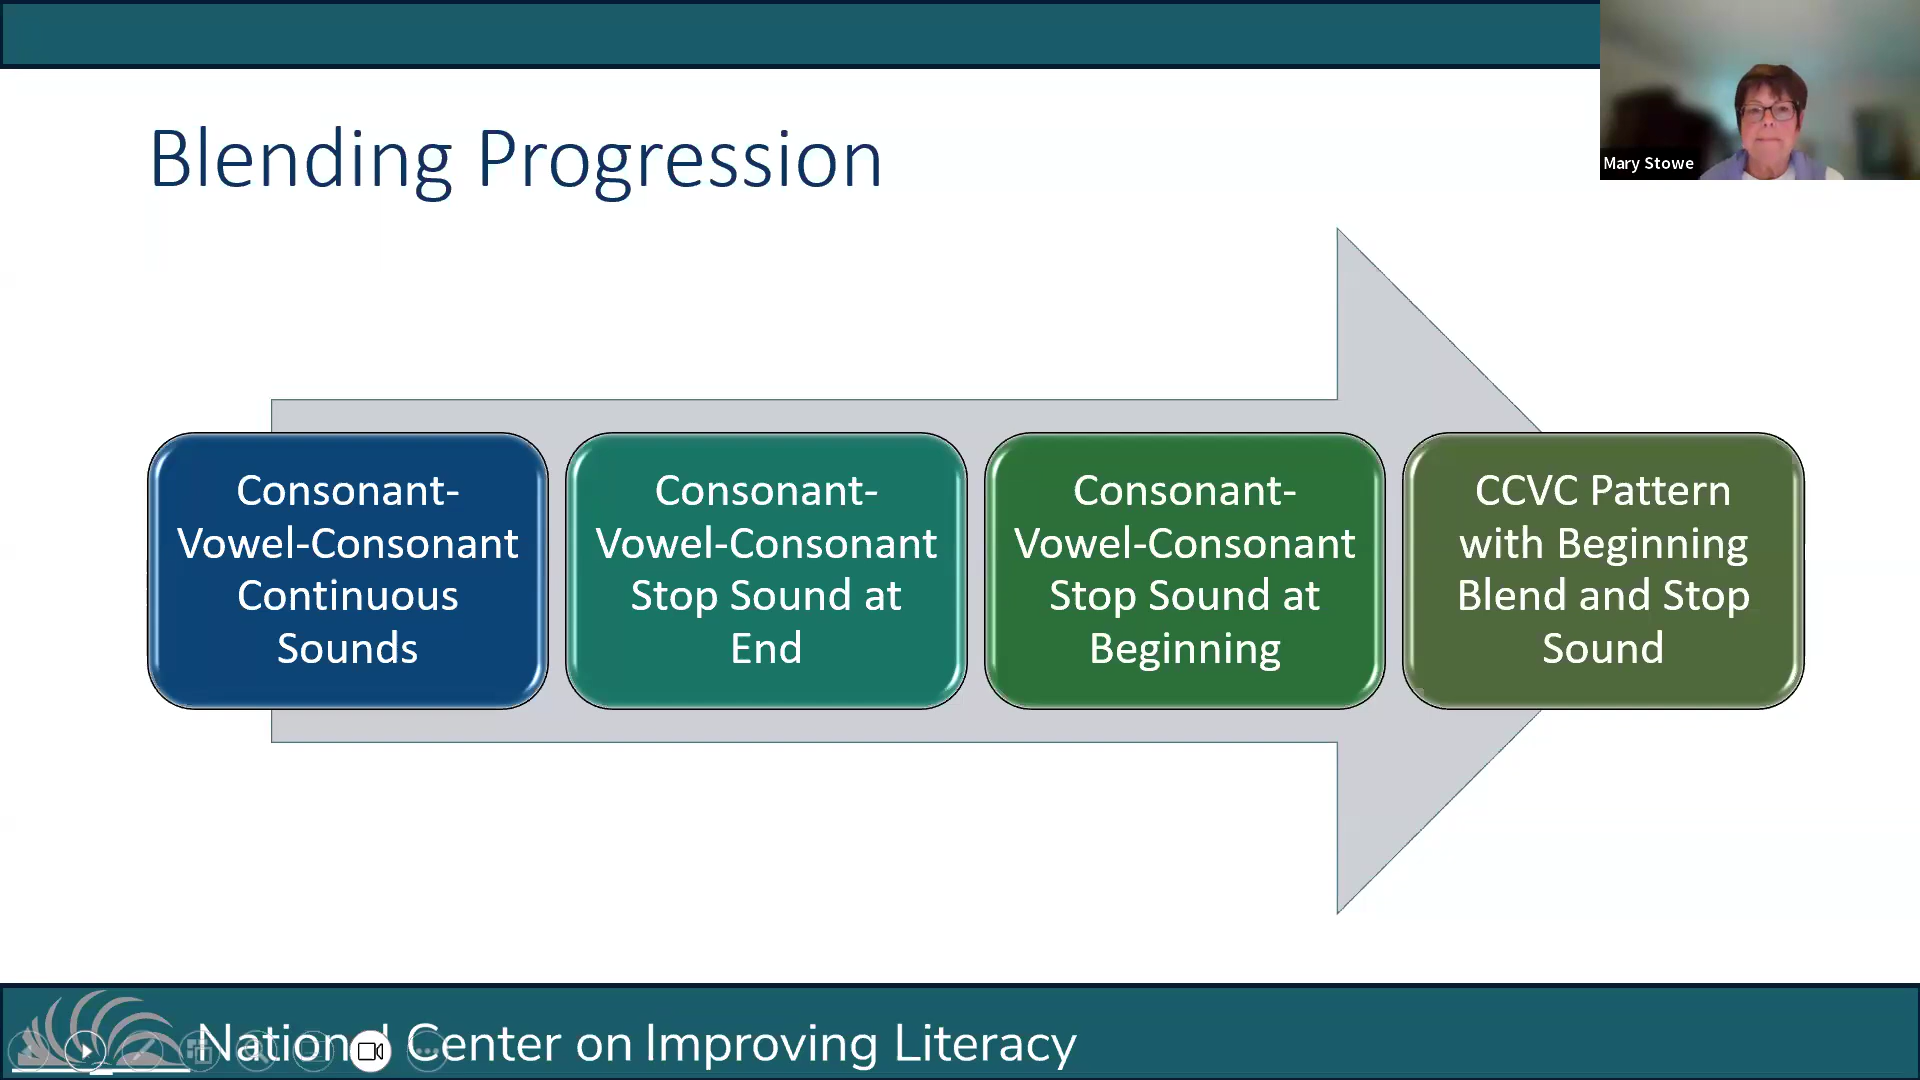 Mary Stowe
Blending Progression
Consonant-
Vowel-Consonant
Continuous
Sounds
Consonant-
Vowel-Consonant
Stop Sound at
End
Consonant-
Vowel-Consonant
Stop Sound at
Beginning
CCVC Pattern
with Beginning
Blend and Stop
Sound
National Center on Improving Literacy